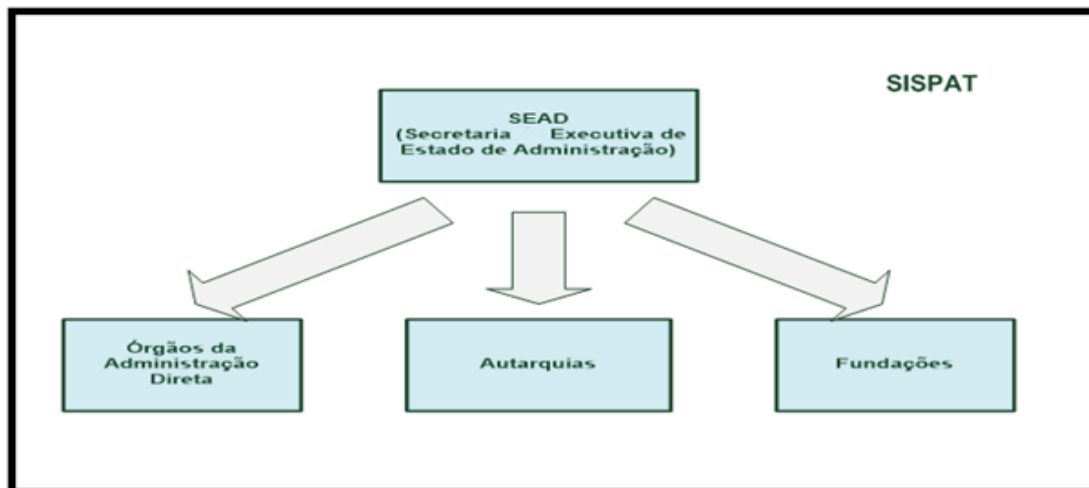 SISPAT
SEAD
(Secretaria Executiva de
Estado de Administração)
Órgãos da
Administração
Direta
Autarquias
Fundações